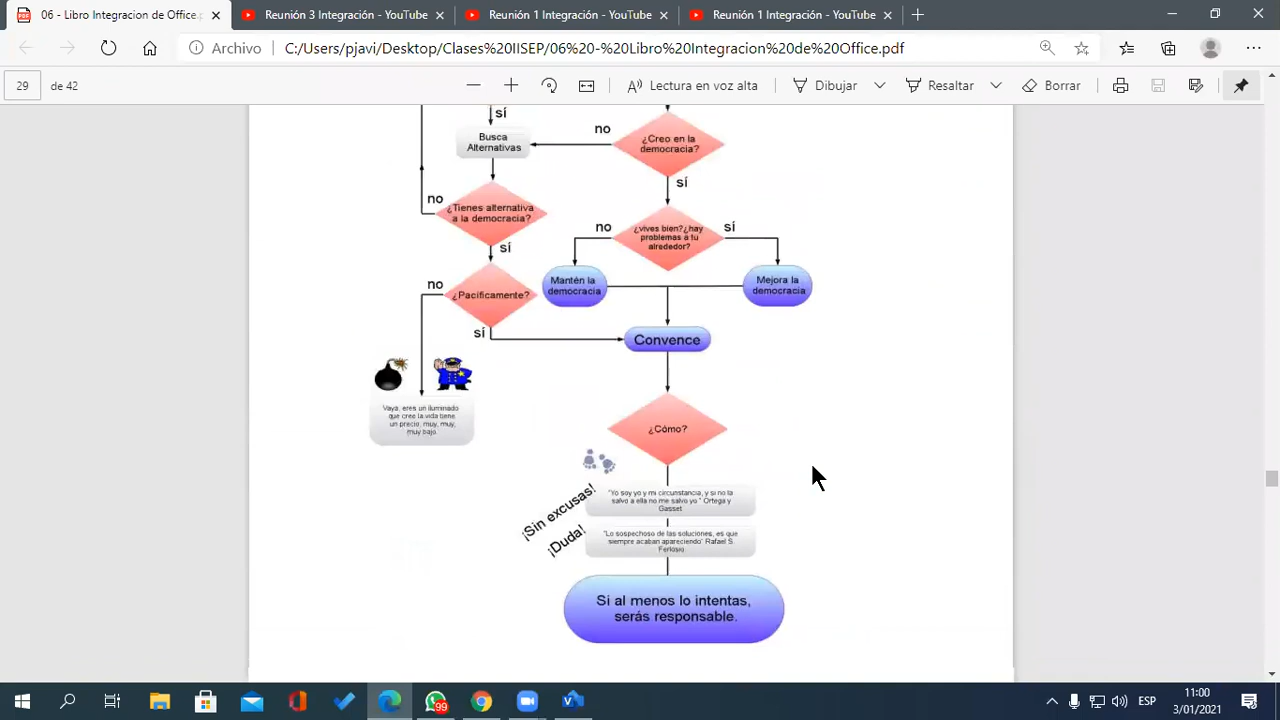 06 - Libro Integracion de Office.p
Reunión 3 Integración - YouTube
Reunión 1 Integración - YouTube
Reunión 1 Integración - YouTube
Archivo
C:/Users/pjavi/Desktop/Clases%20IISEP/06%20-%20Libro%20Integracion%20de%20Office.pdf
29
de 42
Lectura en voz alta
Dibujar
Resaltar
Borrar
sí
Busca
Alternativas
no
¿Creo en la
democracia?
sí
no
¿Tienes alternativa
a la democracia?
sí
no
¿vives bien?¿hay
problemas a tu
alrededor?
sí
Mantén la
democracia
Mejora la
democracia
no
¿Pacíficamente?
sí
Convence
Vaya, eres un iluminado
que cree la vida tiene
un precio, muy, muy,
muy bajo.
¿Cómo?
¡Sin excusas!
"Yo soy yo y mi circunstancia, y si no la
salvo a ella no me salvo yo" Ortega y
Gasset
¡Duda!
"Lo sospechoso de las soluciones, es que
siempre acaban apareciendo" Rafael S.
Ferlosio
Si al menos lo intentas,
serás responsable.
99
ESP
11:00
3/01/2021